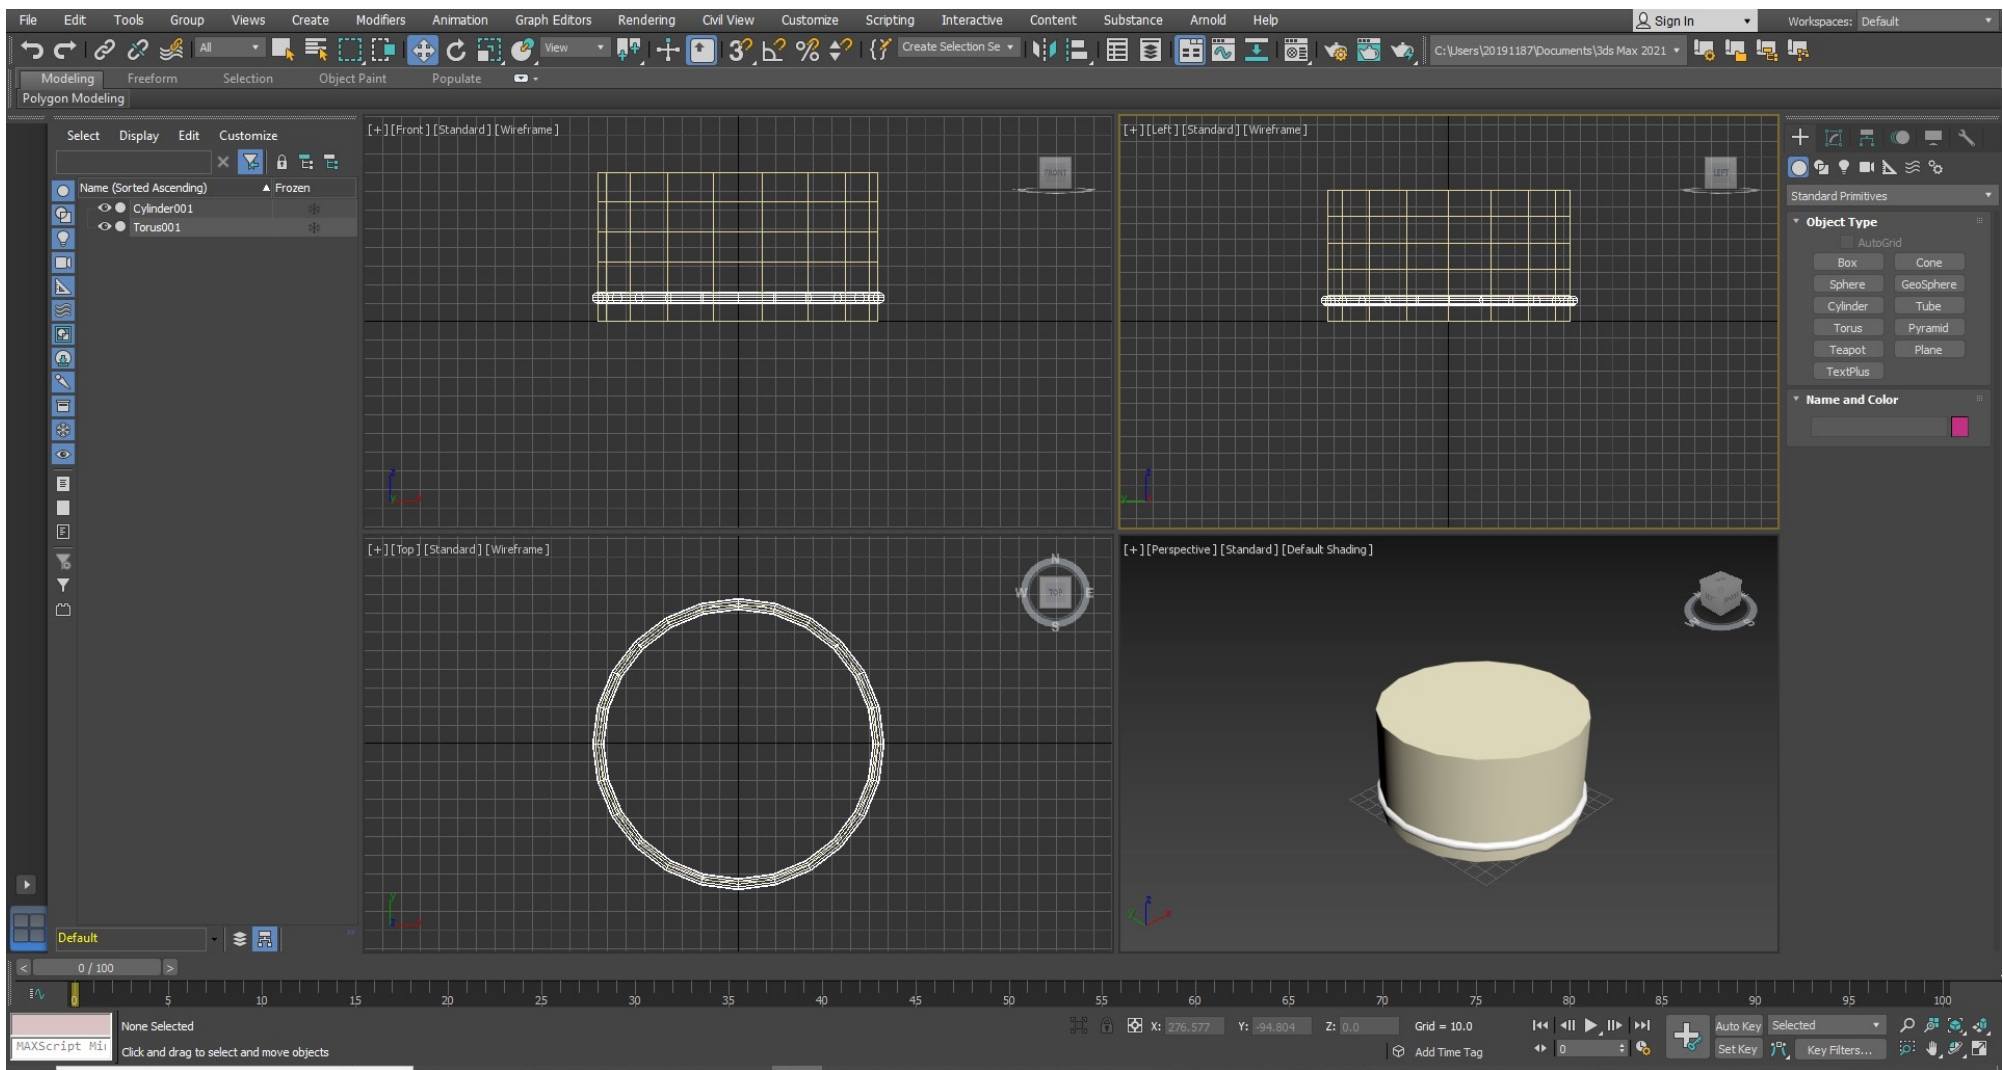 File Edit Tools Group Views Create Modifiers Animation Graph Editors Rendering Civil View Customize Scripting Interactive Content Substance Arnold Help Sign In Workspaces: Default
All View Create Selection Se C:\Users\20191187\Documents\3ds Max 2021
Modeling Freeform Selection Object Paint Populate
Polygon Modeling
Select Display Edit Customize
Name (Sorted Ascending) Frozen
Cylinder001
Torus001
Default
[+] [Front] [Standard] [Wireframe]
FRONT
z
y x
[+] [Left] [Standard] [Wireframe]
LEFT
z
y x
[+] [Top] [Standard] [Wireframe]
N
W TOP E
S
y
z x
[+] [Perspective] [Standard] [Default Shading]
W S
z
y x
Standard Primitives
Object Type
AutoGrid
Box Cone
Sphere GeoSphere
Cylinder Tube
Torus Pyramid
Teapot Plane
TextPlus
Name and Color
< 0 / 100 >
0 5 10 15 20 25 30 35 40 45 50 55 60 65 70 75 80 85 90 95 100
None Selected X: 276.577 Y: -94.804 Z: 0.0 Grid = 10.0 Auto Key Selected
MAXScript Mi Click and drag to select and move objects Add Time Tag 0 Set Key Key Filters...